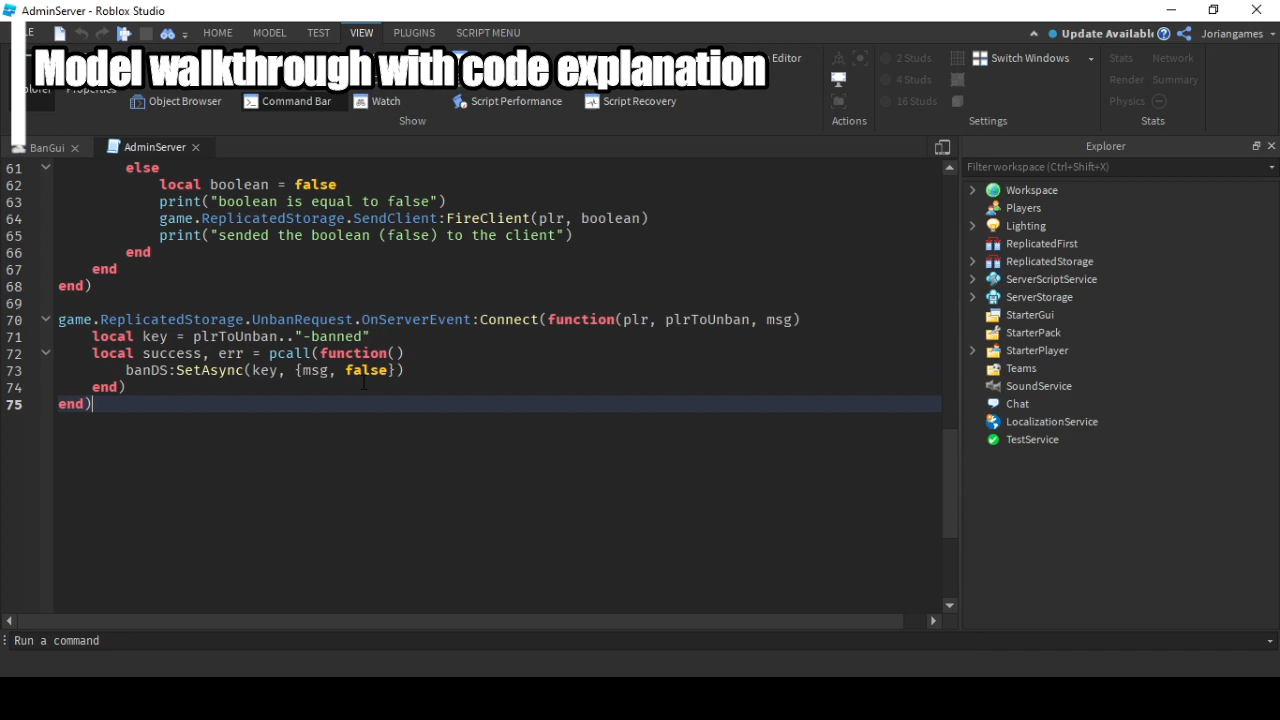 AdminServer - Roblox Studio
HOME MODEL TEST VIEW PLUGINS SCRIPT MENU
Update Available
Joriangames
Model walkthrough with code explanation
Editor
Object Browser
Command Bar
Watch
Script Performance
Script Recovery
Show
Actions
2 Studs
4 Studs
16 Studs
Switch Windows
Settings
Stats Network
Render Summary
Physics
Stats
BanGui
AdminServer
61 else
62 local boolean = false
63 print("boolean is equal to false")
64 game.ReplicatedStorage.SendClient:FireClient(plr, boolean)
65 print("sended the boolean (false) to the client")
66 end
67 end
68 end)
69
70 game.ReplicatedStorage.UnbanRequest.OnServerEvent:Connect(function(plr, plrToUnban, msg)
71 local key = plrToUnban.."-banned"
72 local success, err = pcall(function()
73 banDS:SetAsync(key, {msg, false})
74 end)
75 end)
Explorer
Filter workspace (Ctrl+Shift+X)
Workspace
Players
Lighting
ReplicatedFirst
ReplicatedStorage
ServerScriptService
ServerStorage
StarterGui
StarterPack
StarterPlayer
Teams
SoundService
Chat
LocalizationService
TestService
Run a command